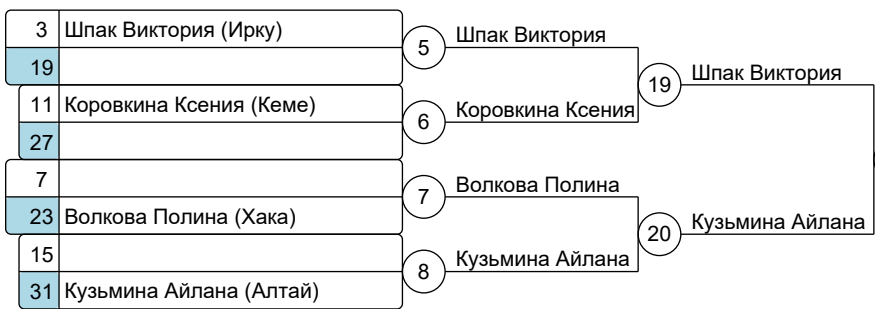 3 Шпак Виктория (Ирку)
19
11 Коровкина Ксения (Кеме)
27
7
23 Волкова Полина (Хака)
15
31 Кузьмина Айлана (Алтай)
5 Шпак Виктория
6 Коровкина Ксения
7 Волкова Полина
8 Кузьмина Айлана
19 Шпак Виктория
20 Кузьмина Айлана